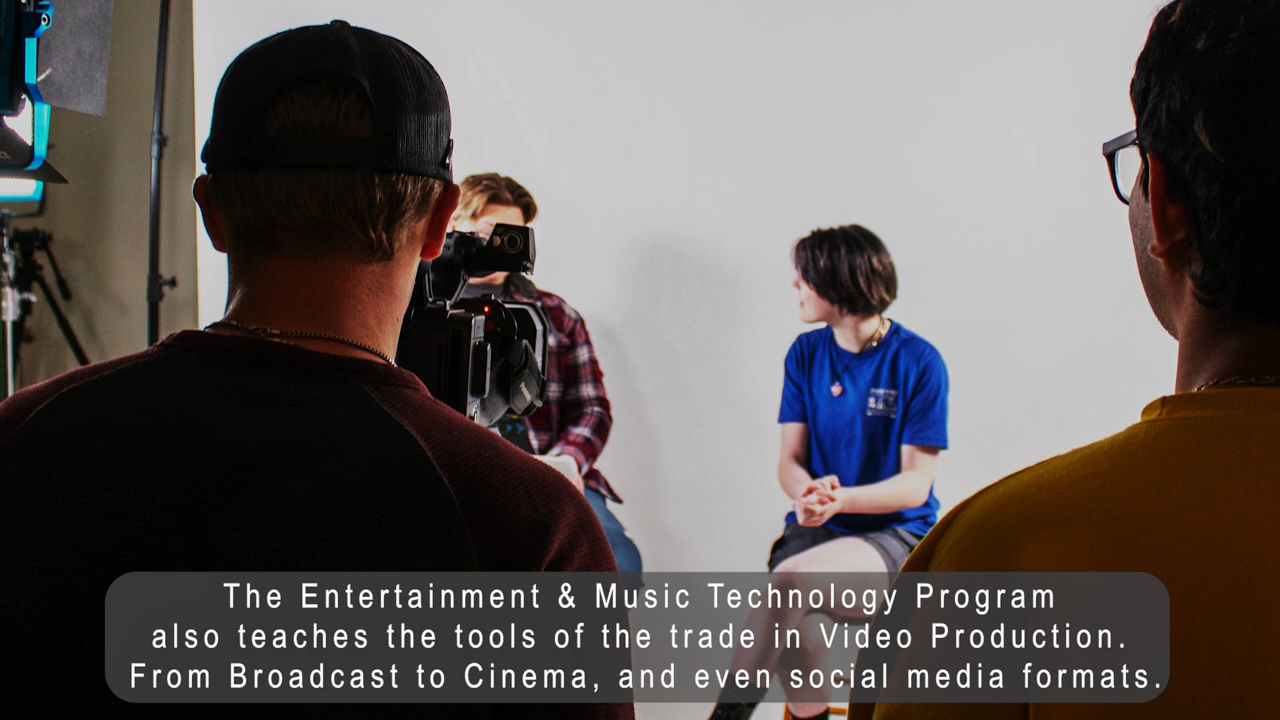 The Entertainment & Music Technology Program
also teaches the tools of the trade in Video Production.
From Broadcast to Cinema, and even social media formats.